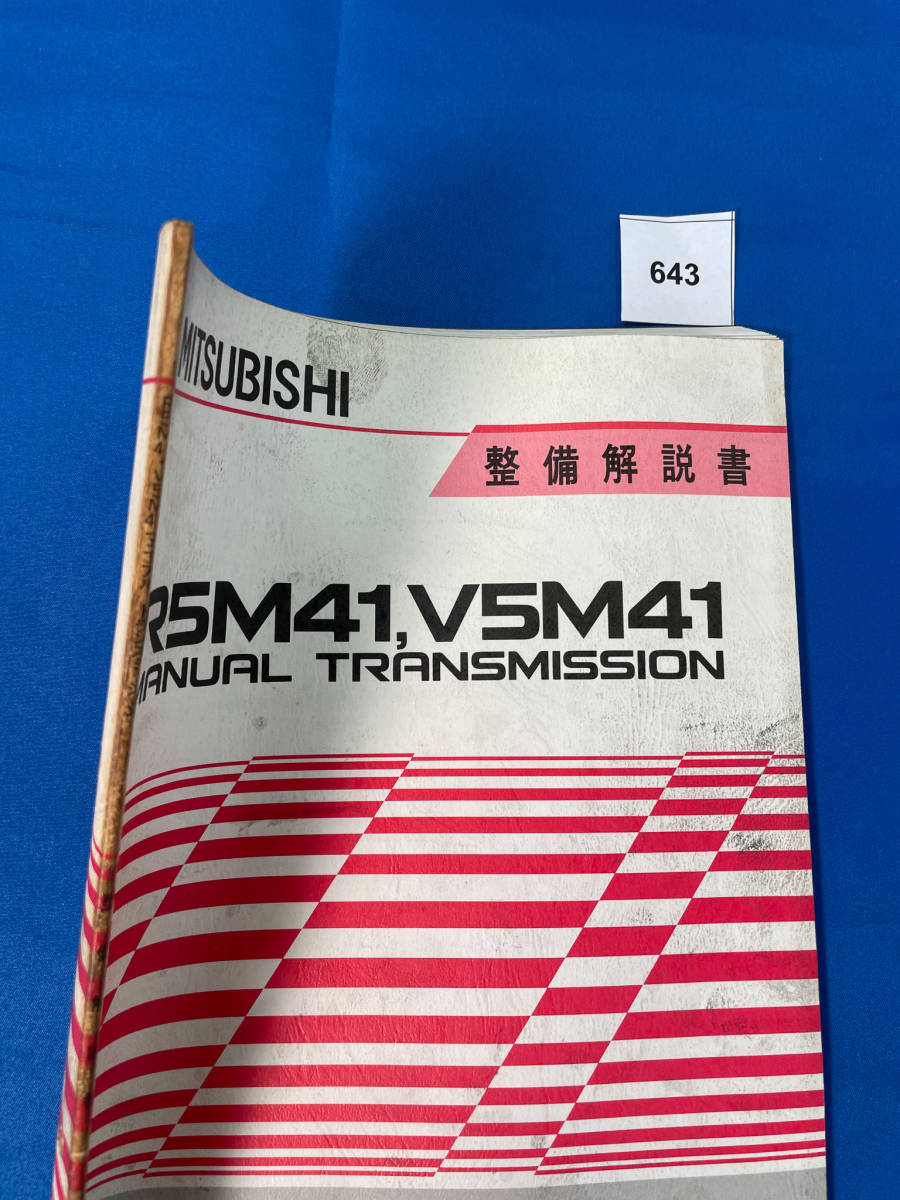 643
MITSUBISHI
整備解説書
R5M41,V5M41
MANUAL TRANSMISSION